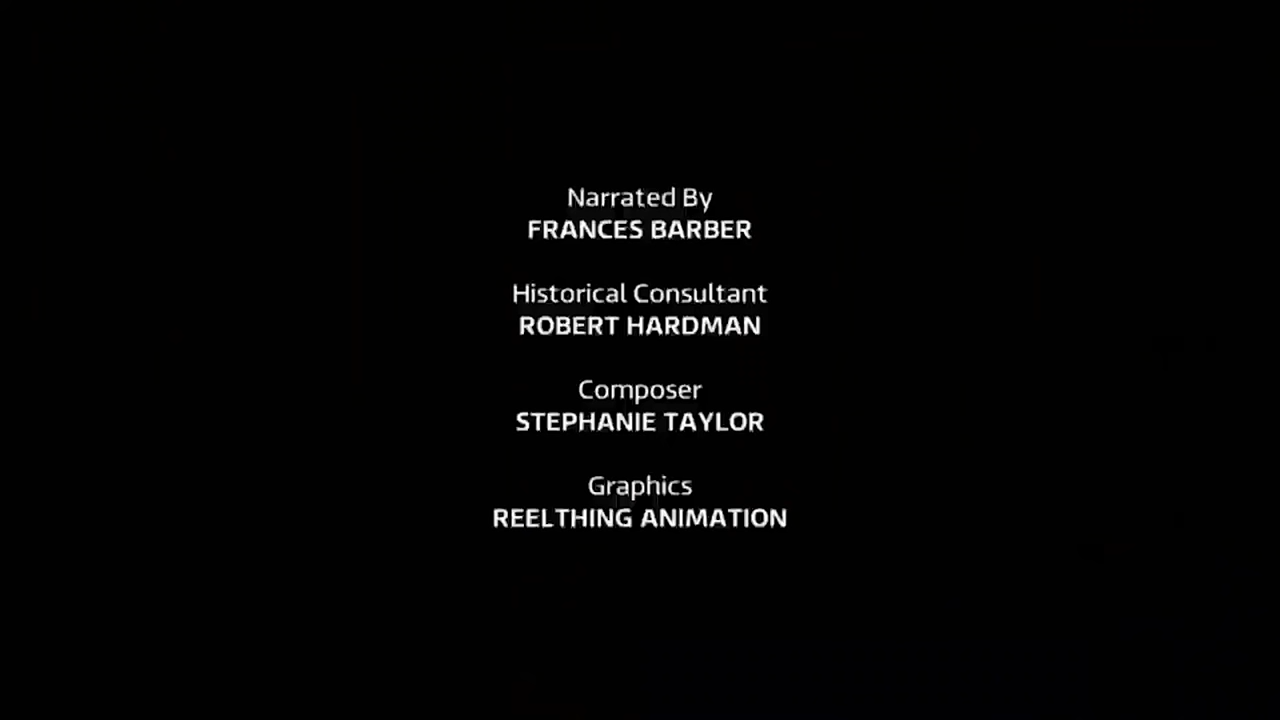 Narrated By
FRANCES BARBER
Historical Consultant
ROBERT HARDMAN
Composer
STEPHANIE TAYLOR
Graphics
REELTHING ANIMATION